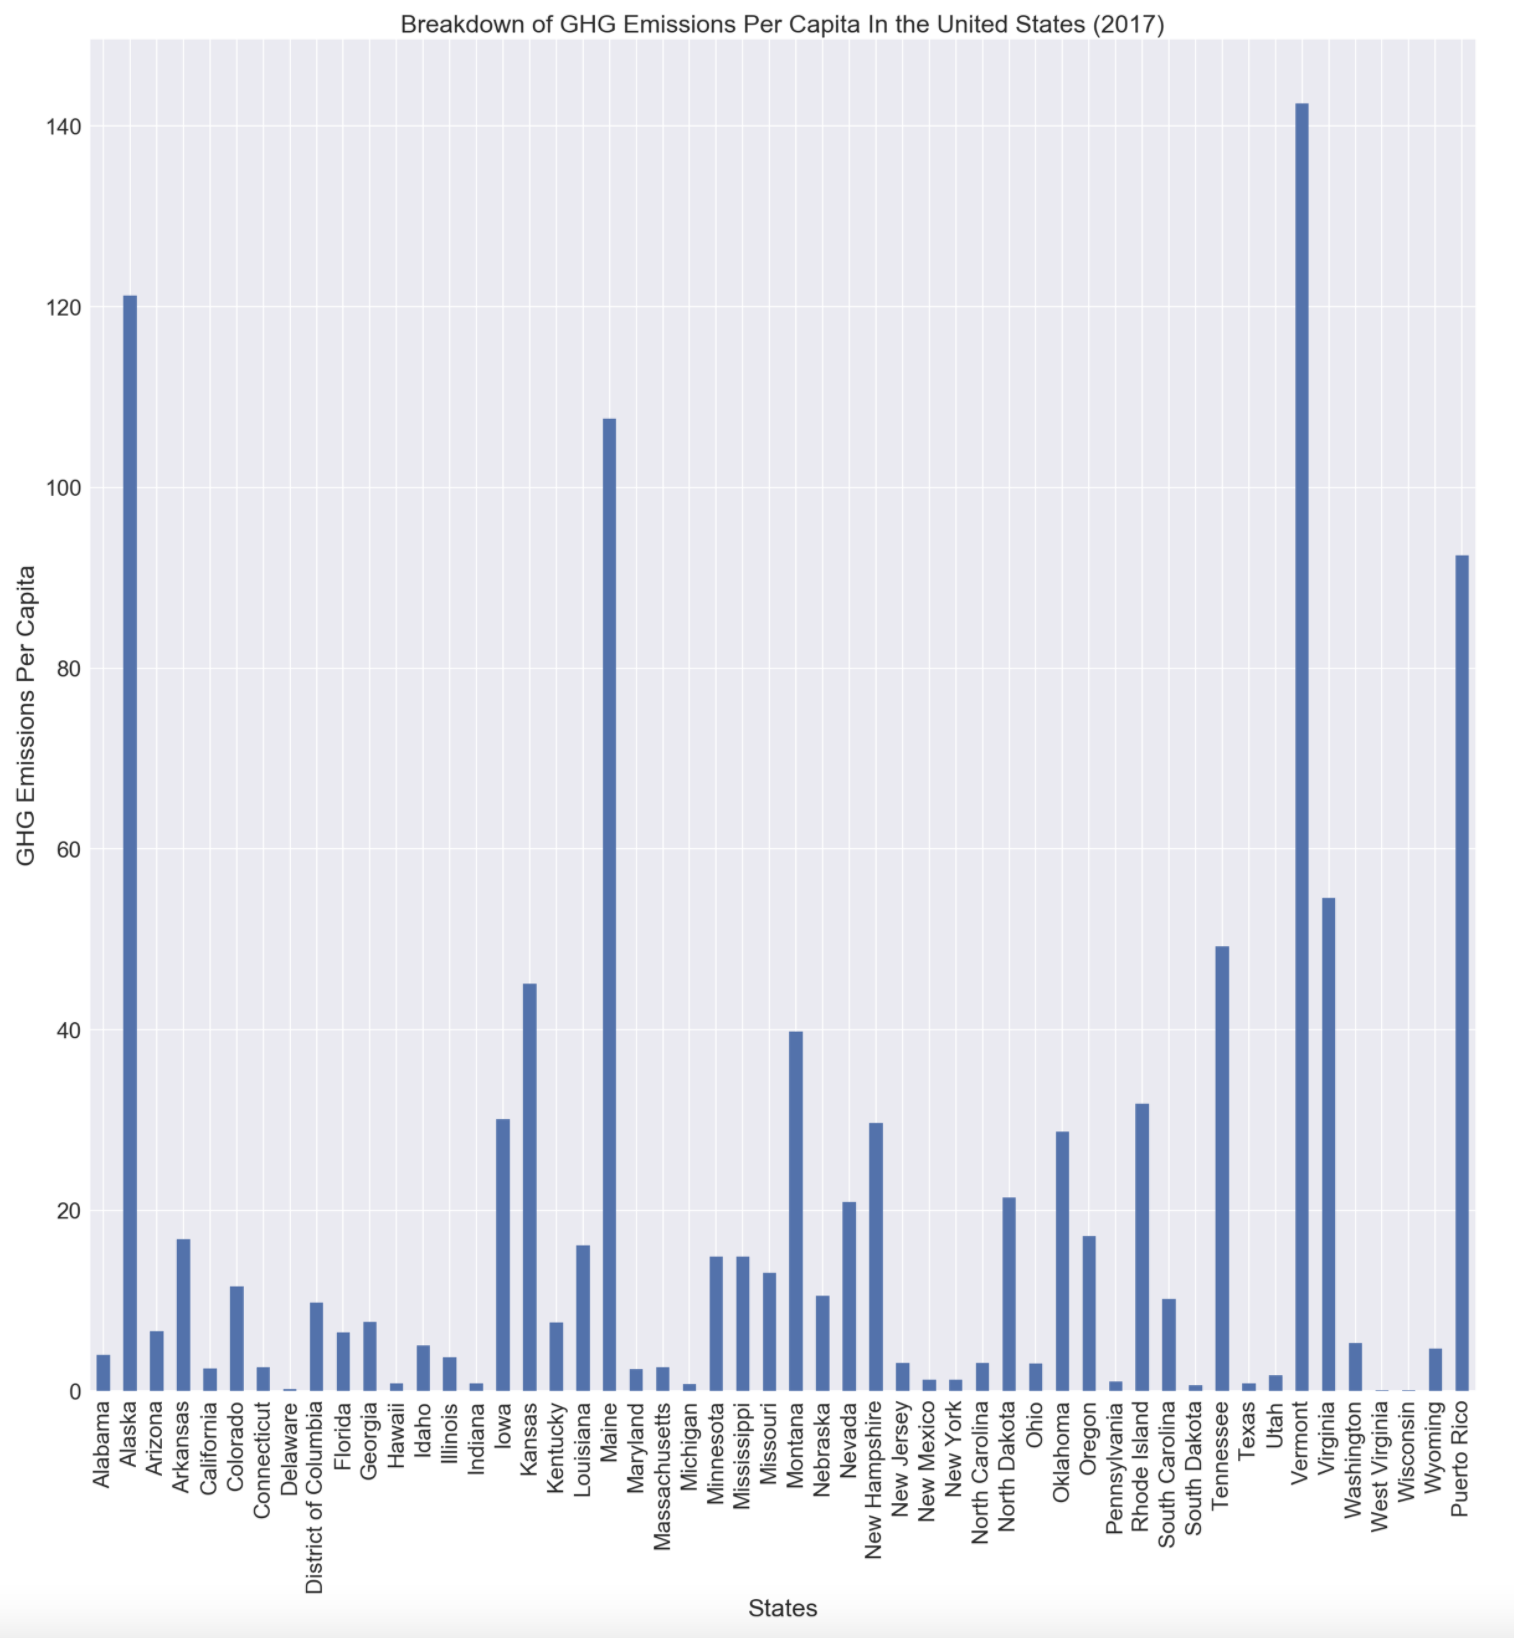 Breakdown of GHG Emissions Per Capita In the United States (2017)
GHG Emissions Per Capita
140
120
100
80
60
40
20
0
Alabama
Alaska
Arizona
Arkansas
California
Colorado
Connecticut
Delaware
District of Columbia
Florida
Georgia
Hawaii
Idaho
Illinois
Indiana
Iowa
Kansas
Kentucky
Louisiana
Maine
Maryland
Massachusetts
Michigan
Minnesota
Mississippi
Missouri
Montana
Nebraska
Nevada
New Hampshire
New Jersey
New Mexico
New York
North Carolina
North Dakota
Ohio
Oklahoma
Oregon
Pennsylvania
Rhode Island
South Carolina
South Dakota
Tennessee
Texas
Utah
Vermont
Virginia
Washington
West Virginia
Wisconsin
Wyoming
Puerto Rico
States